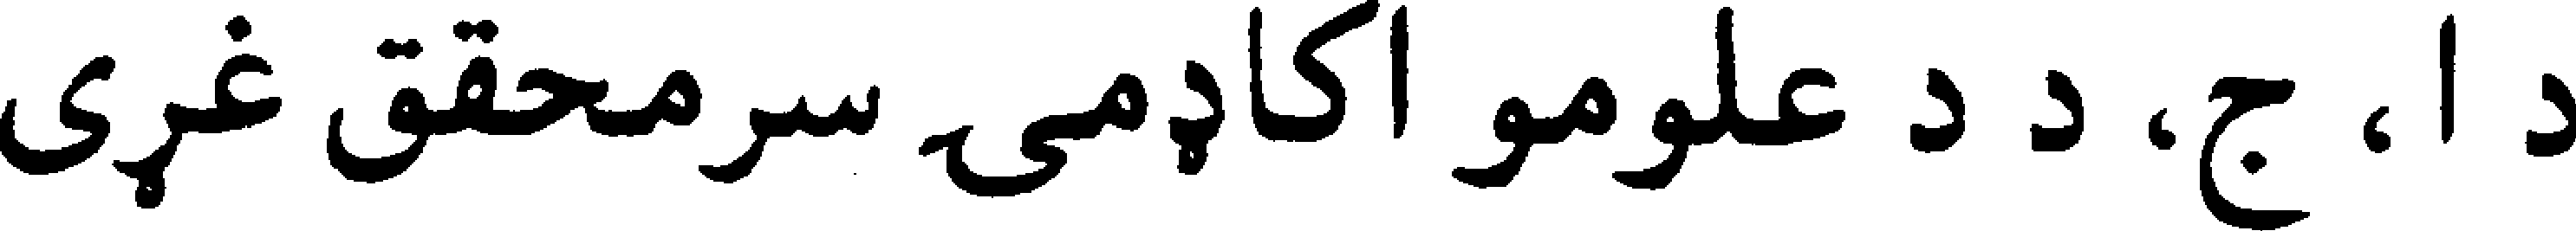 د ا، ج، د د علومو اکاډمۍ سرمحقق غړی